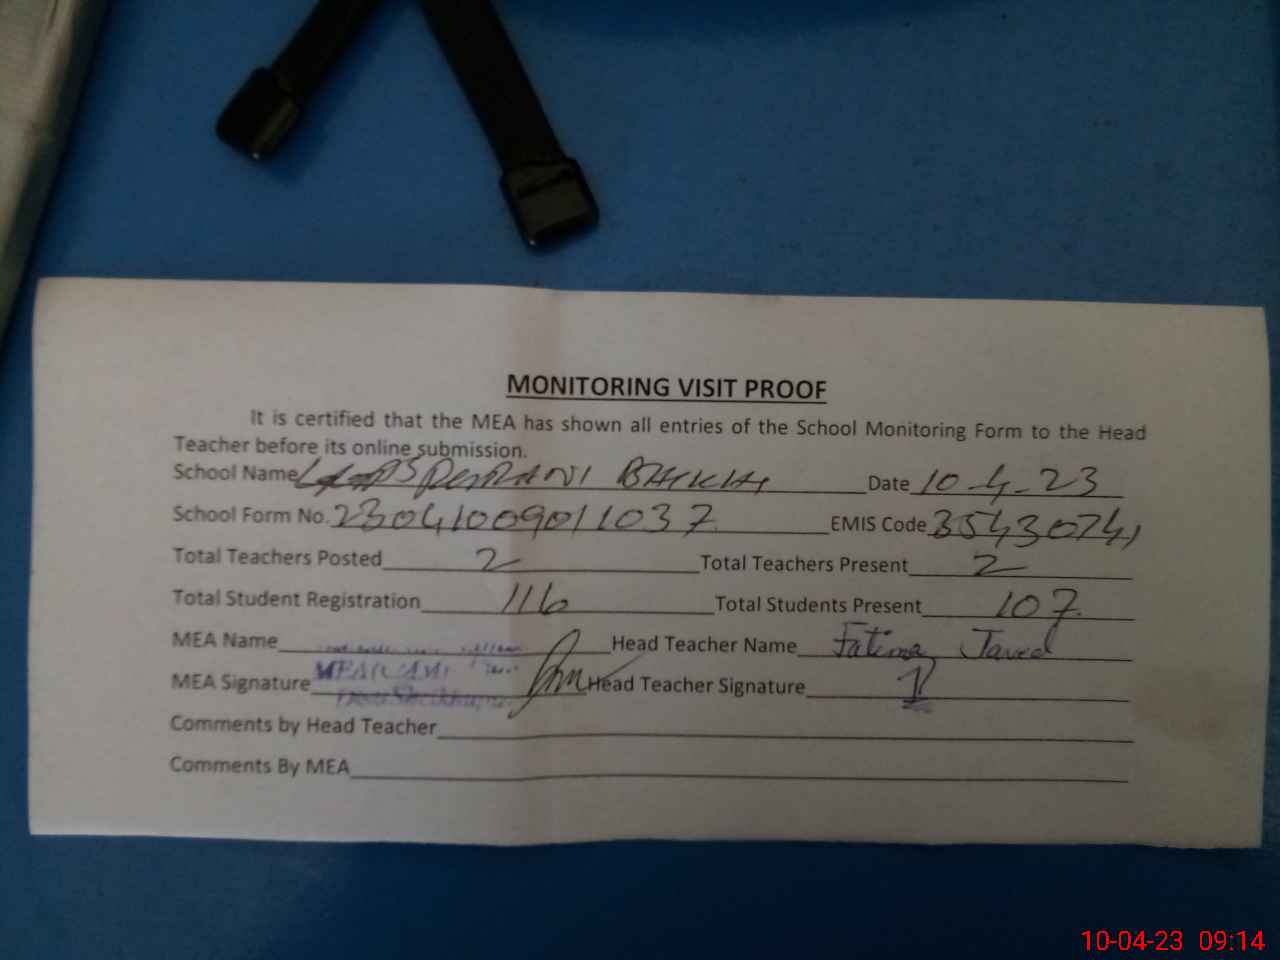 MONITORING VISIT PROOF
It is certified that the MEA has shown all entries of the School Monitoring Form to the Head
Teacher before its online submission.
School Name Date 10-4-23
School Form No. 23041009011037 EMIS Code 35430741
Total Teachers Posted 2 Total Teachers Present 2
Total Student Registration 116 Total Students Present 107
MEA Name Head Teacher Name Fatima Javed
MEA Signature Head Teacher Signature
Comments by Head Teacher
Comments By MEA
10-04-23 09:14